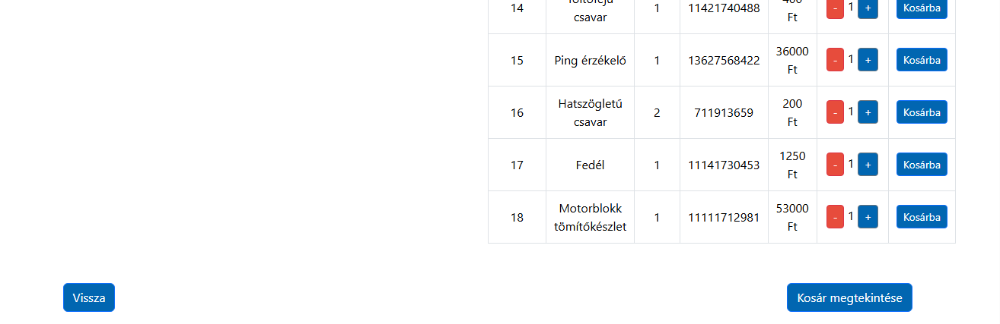 14 csavar 1 11421740488 Ft - 1 + Kosárba
15 Ping érzékelő 1 13627568422 36000 Ft - 1 + Kosárba
16 Hatszögletű csavar 2 711913659 200 Ft - 1 + Kosárba
17 Fedél 1 11141730453 1250 Ft - 1 + Kosárba
18 Motorblokk tömítőkészlet 1 11111712981 53000 Ft - 1 + Kosárba
Vissza Kosár megtekintése